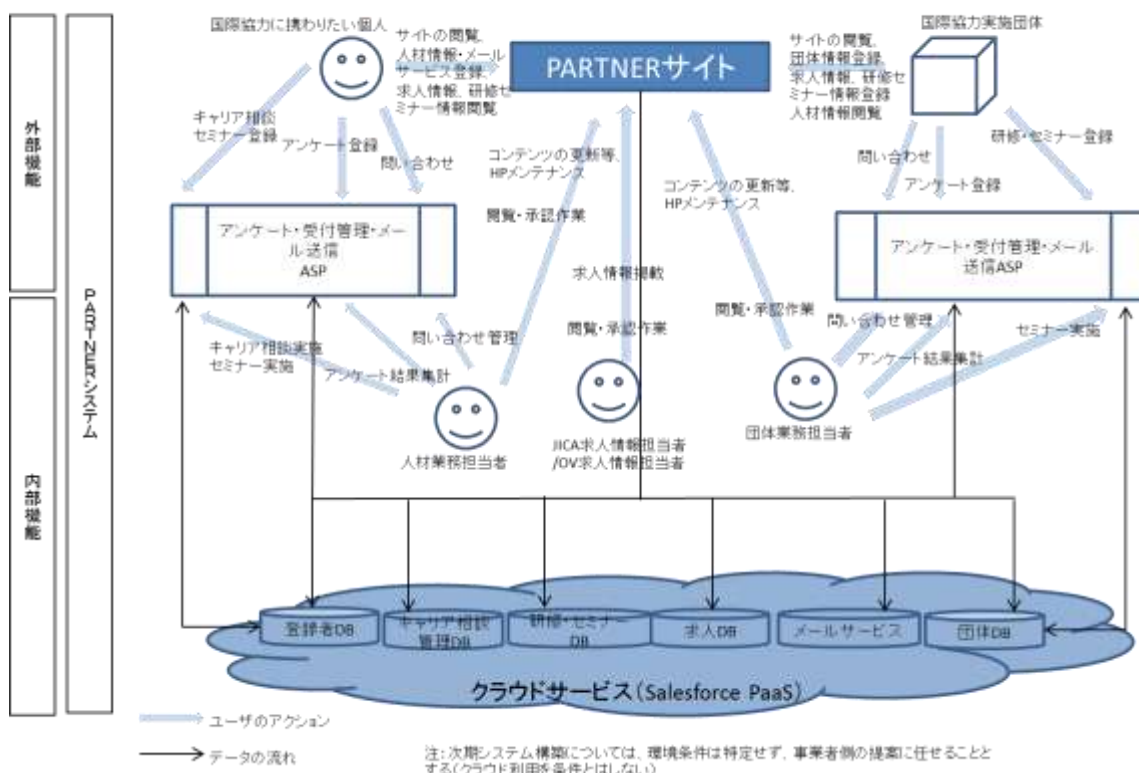 国際協力に携わりたい個人
国際協力実施団体
サイトの閲覧、
人材情報・メール
サービス登録、
求人情報、研修セ
ミナー情報閲覧
PARTNERサイト
サイトの閲覧、
団体情報登録、
求人情報、研修セ
ミナー情報登録
人材情報閲覧
外部機能
PARTNERシステム
キャリア相談
セミナー登録
アンケート登録
問い合わせ
コンテンツの更新等、
HPメンテナンス
閲覧・承認作業
コンテンツの更新等、
HPメンテナンス
問い合わせ
アンケート登録
研修・セミナー登録
アンケート・受付管理・メー
ル送信
ASP
アンケート・受付管理・メール
送信ASP
求人情報掲載
閲覧・承認作業
閲覧・承認作業
問い合わせ管理
キャリア相談実施
セミナー実施
アンケート結果集計
問い合わせ管理
セミナー実施
アンケート結果集計
人材業務担当者
JICA求人情報担当者
/OV求人情報担当者
団体業務担当者
内部機能
登録者DB
キャリア相談
管理DB
研修・セミナー
DB
求人DB
メールサービス
団体DB
クラウドサービス(Salesforce PaaS)
ユーザのアクション
データの流れ
注:次期システム構築については、環境条件は特定せず、事業者側の提案に任せることと
する(クラウド利用を条件とはしない)